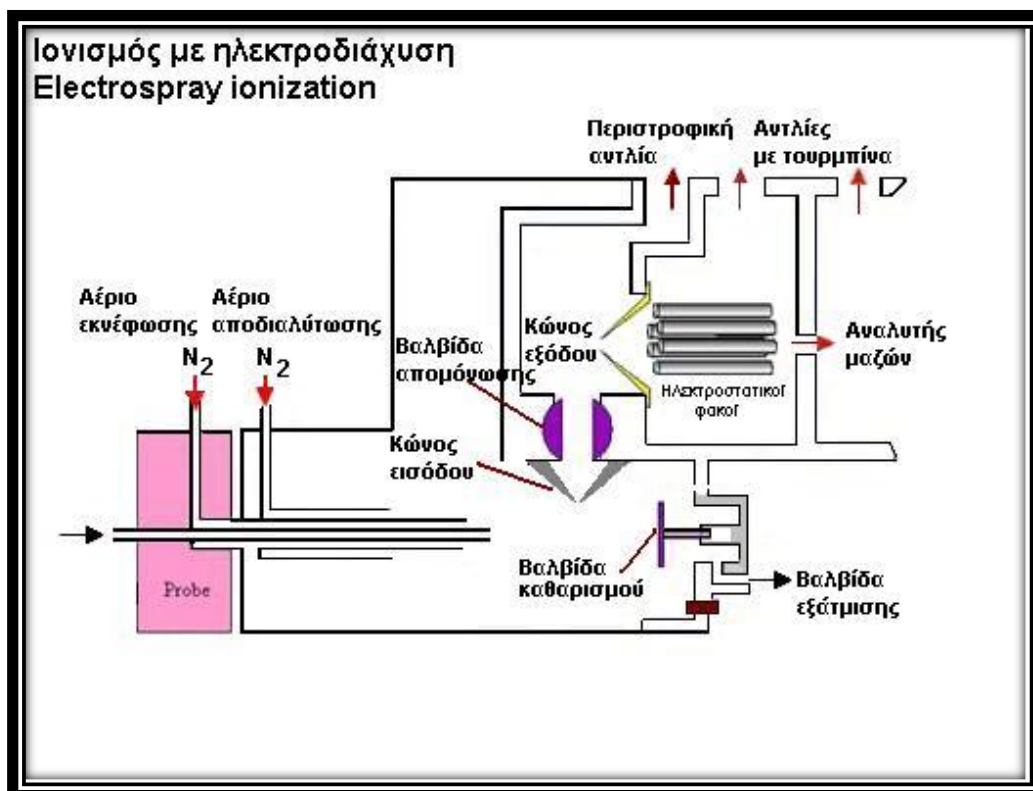 Ιονισμός με ηλεκτροδιάχυση
Electrospray ionization
Περιστροφική
αντλία
Αντλίες
με τουρμπίνα
Αέριο
εκνέφωσης
N2
Αέριο
αποδιαλύτωσης
N2
Βαλβίδα
απομόνωσης
Κώνος
εξόδου
Ηλεκτροστατικοί
φακοί
Αναλυτής
μαζών
Κώνος
εισόδου
Probe
Βαλβίδα
καθαρισμού
Βαλβίδα
εξάτμισης